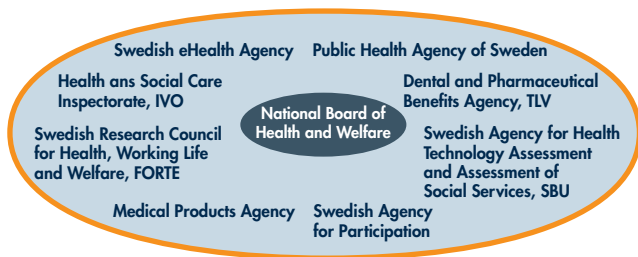 Swedish eHealth Agency
Public Health Agency of Sweden
Health ans Social Care
Inspectorate, IVO
Dental and Pharmaceutical
Benefits Agency, TLV
National Board of
Health and Welfare
Swedish Research Council
for Health, Working Life
and Welfare, FORTE
Swedish Agency for Health
Technology Assessment
and Assessment of
Social Services, SBU
Medical Products Agency
Swedish Agency
for Participation